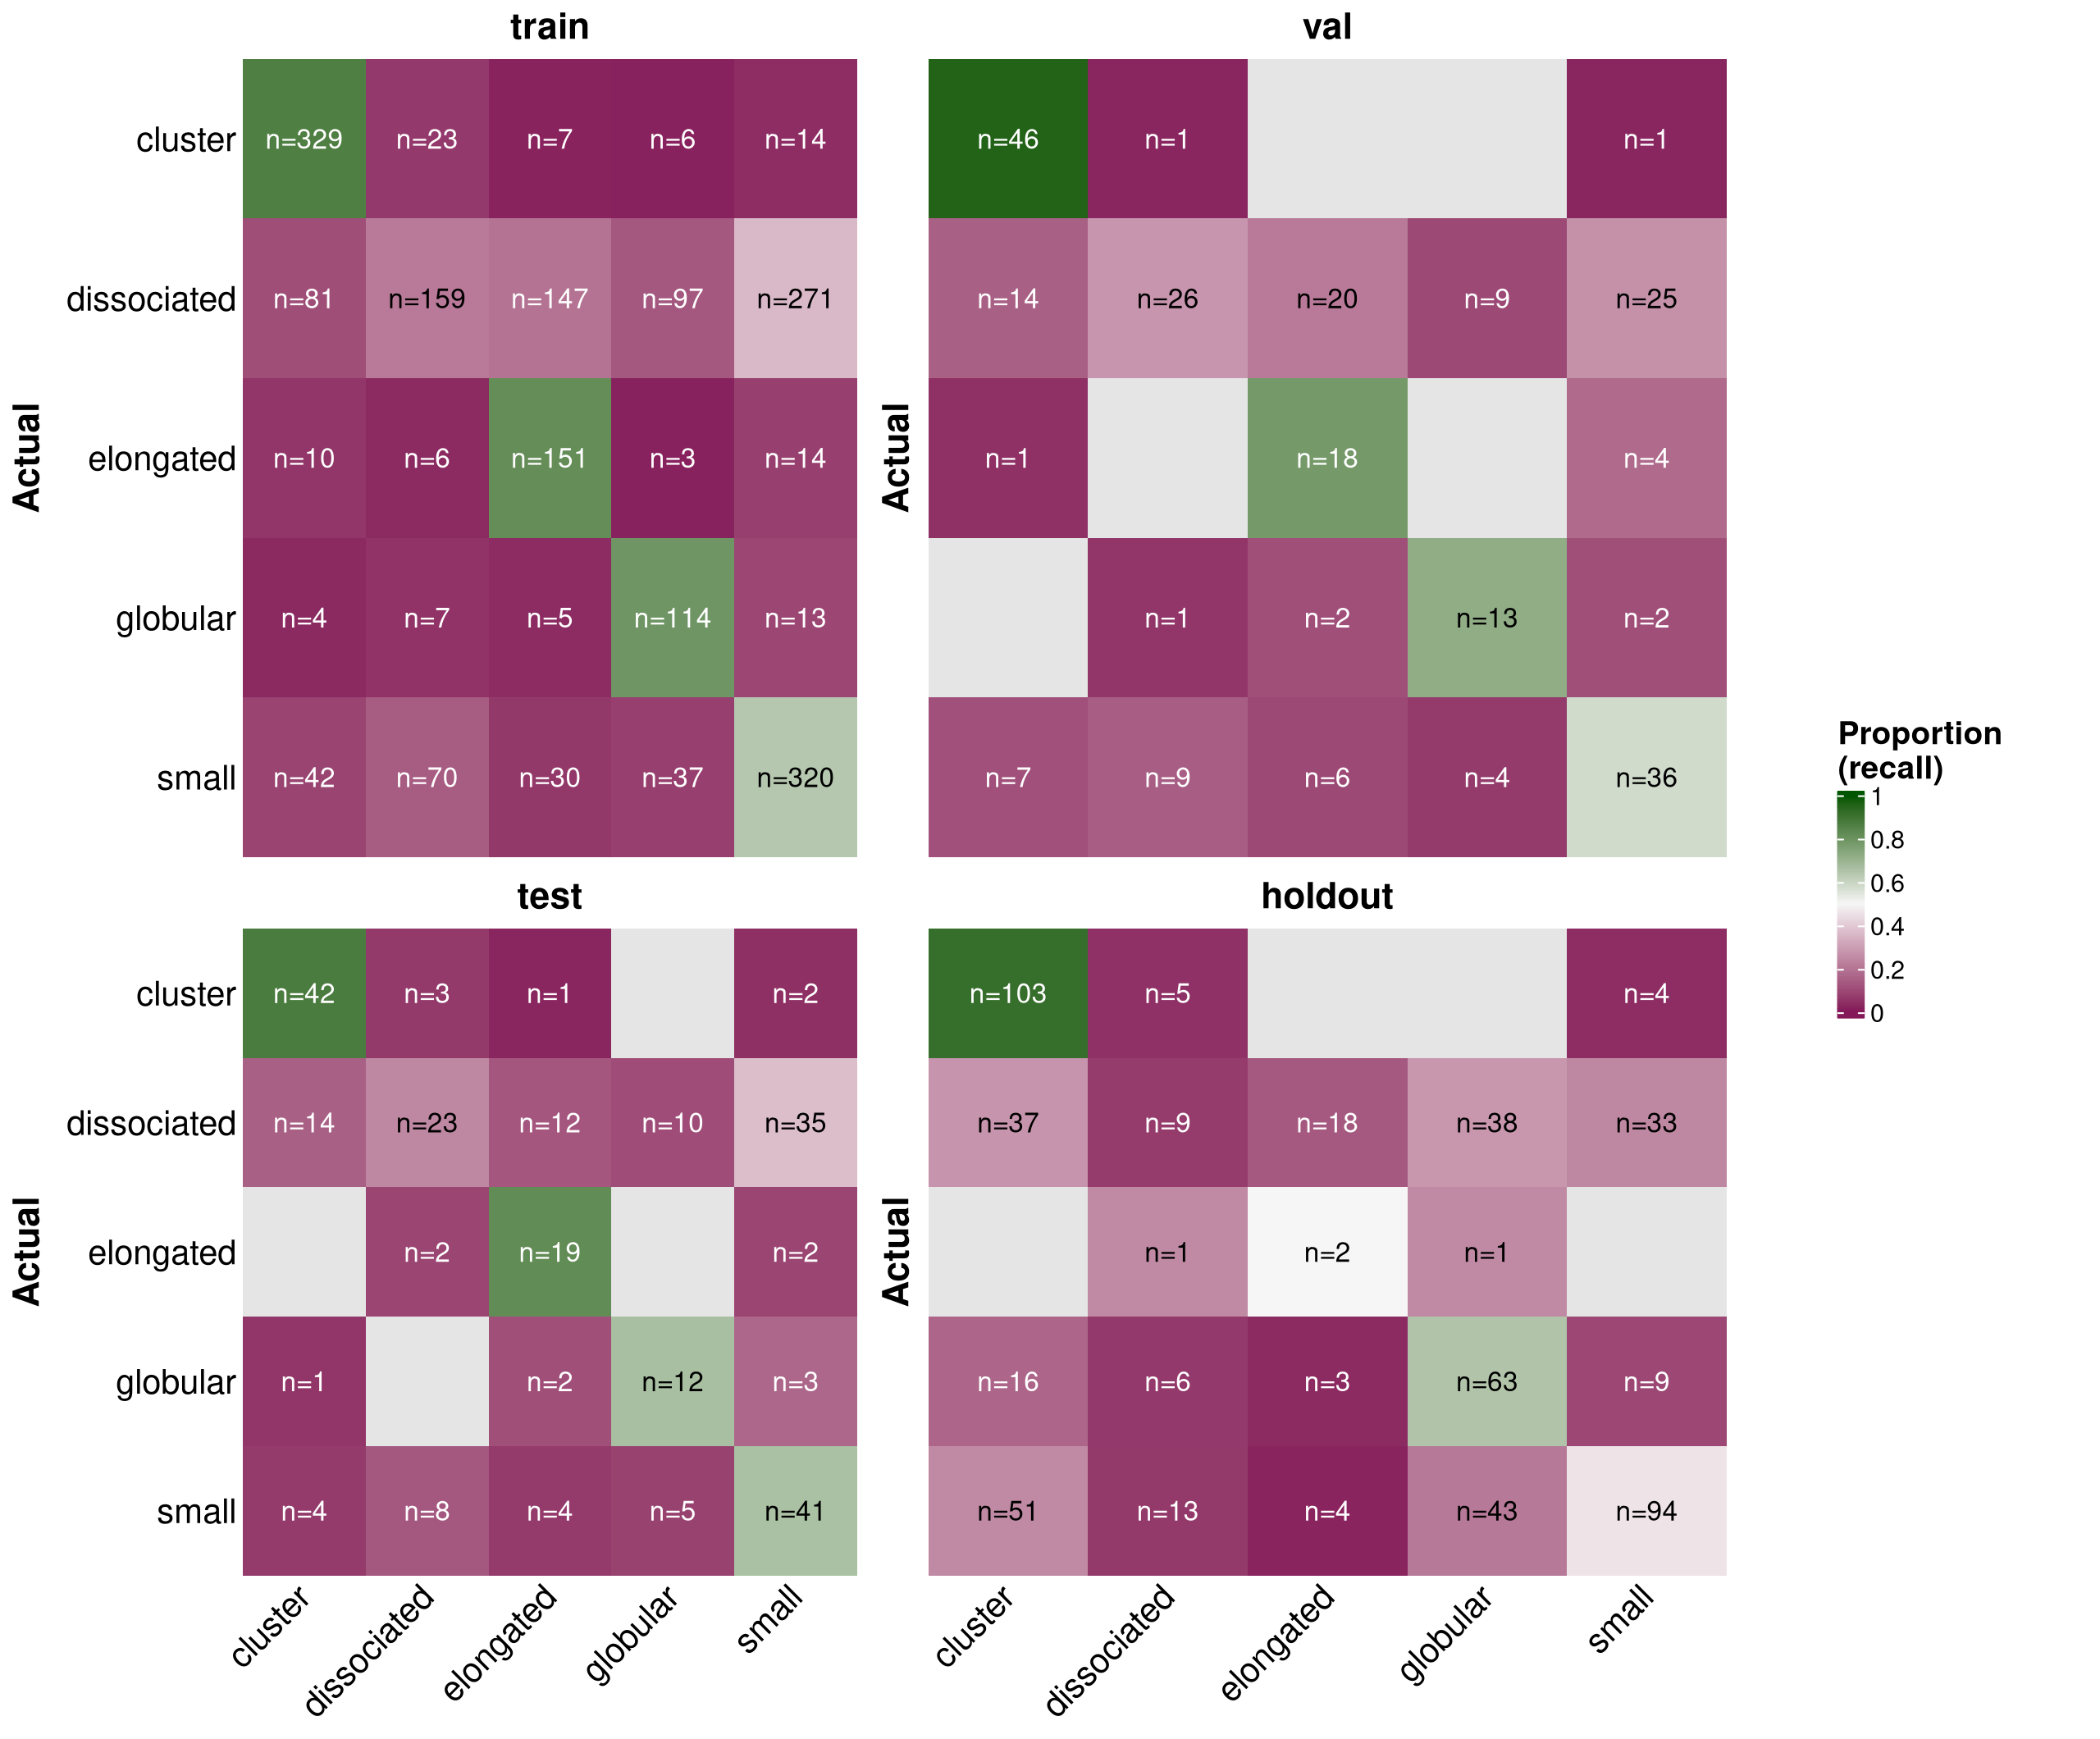 train
val
cluster
n=329 n=23 n=7 n=6 n=14
n=46 n=1 n=1
dissociated
n=81 n=159 n=147 n=97 n=271
n=14 n=26 n=20 n=9 n=25
Actual
elongated
n=10 n=6 n=151 n=3 n=14
Actual
n=1 n=18 n=4
globular
n=4 n=7 n=5 n=114 n=13
n=1 n=2 n=13 n=2
small
n=42 n=70 n=30 n=37 n=320
n=7 n=9 n=6 n=4 n=36
Proportion
(recall)
1
0.8
0.6
0.4
0.2
0
test
holdout
cluster
n=42 n=3 n=1 n=2
n=103 n=5 n=4
dissociated
n=14 n=23 n=12 n=10 n=35
n=37 n=9 n=18 n=38 n=33
Actual
elongated
n=2 n=19 n=2
Actual
n=1 n=2 n=1
globular
n=1 n=2 n=12 n=3
n=16 n=6 n=3 n=63 n=9
small
n=4 n=8 n=4 n=5 n=41
n=51 n=13 n=4 n=43 n=94
cluster dissociated elongated globular small
cluster dissociated elongated globular small